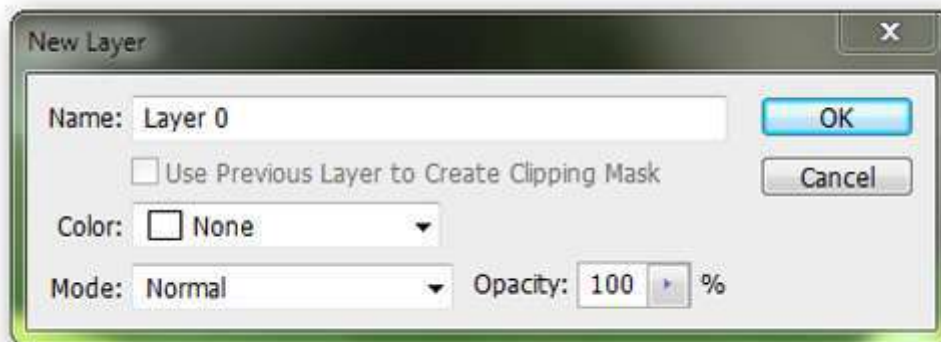 New Layer
Name: Layer 0
OK
Use Previous Layer to Create Clipping Mask
Cancel
Color: None
Mode: Normal Opacity: 100 %